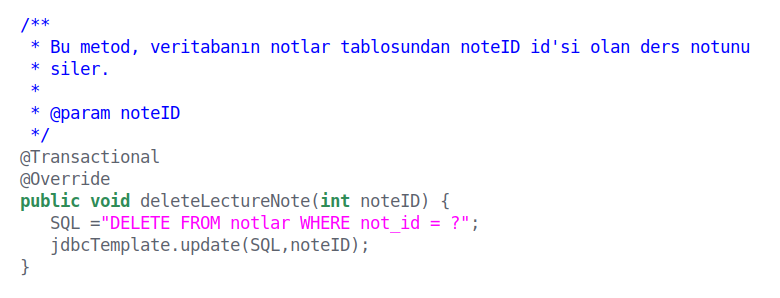 /**
 * Bu metod, veritabanın notlar tablosundan noteID id'si olan ders notunu
 * siler.
 *
 * @param noteID
 */
@Transactional
@Override
public void deleteLectureNote(int noteID) {
   SQL ="DELETE FROM notlar WHERE not_id = ?";
   jdbcTemplate.update(SQL,noteID);
}